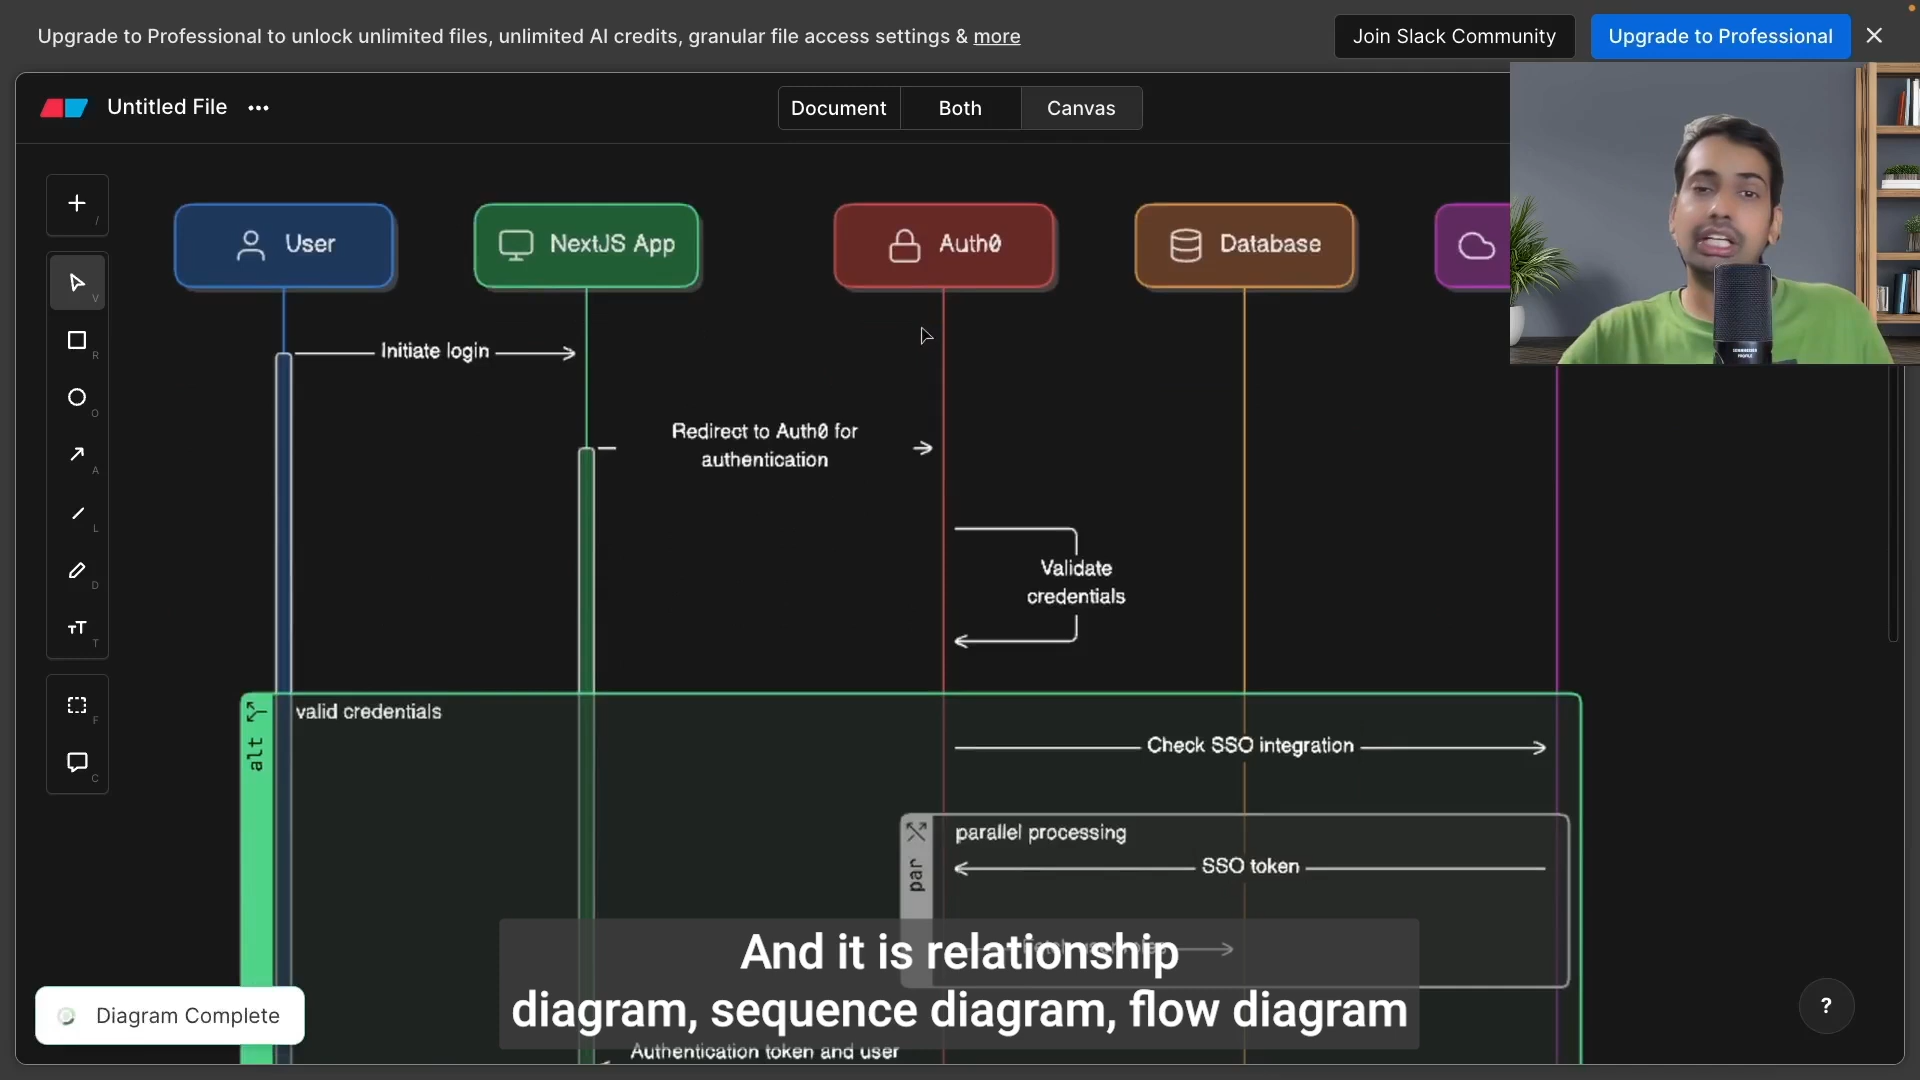 Upgrade to Professional to unlock unlimited files, unlimited AI credits, granular file access settings & more
Join Slack Community
Upgrade to Professional
Untitled File
Document
Both
Canvas
/
V
R
O
A
L
D
T
F
C
User
NextJS App
Auth0
Database
Initiate login
Redirect to Auth0 for
authentication
Validate
credentials
alt
valid credentials
Check SSO integration
par
parallel processing
SSO token
And it is relationship
diagram, sequence diagram, flow diagram
Authentication token and user
Diagram Complete
?